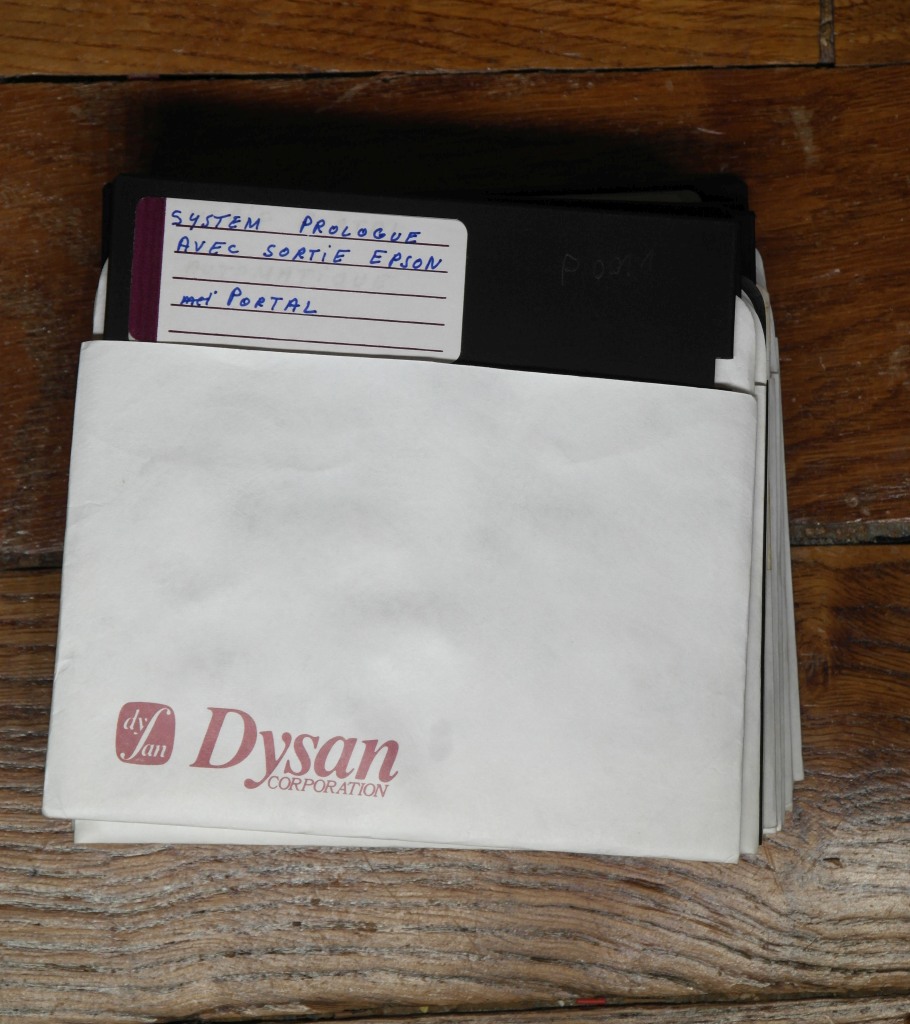 SYSTEM PROLOGUE
AVEC SORTIE EPSON
PORTAL
dy
san
Dysan
CORPORATION